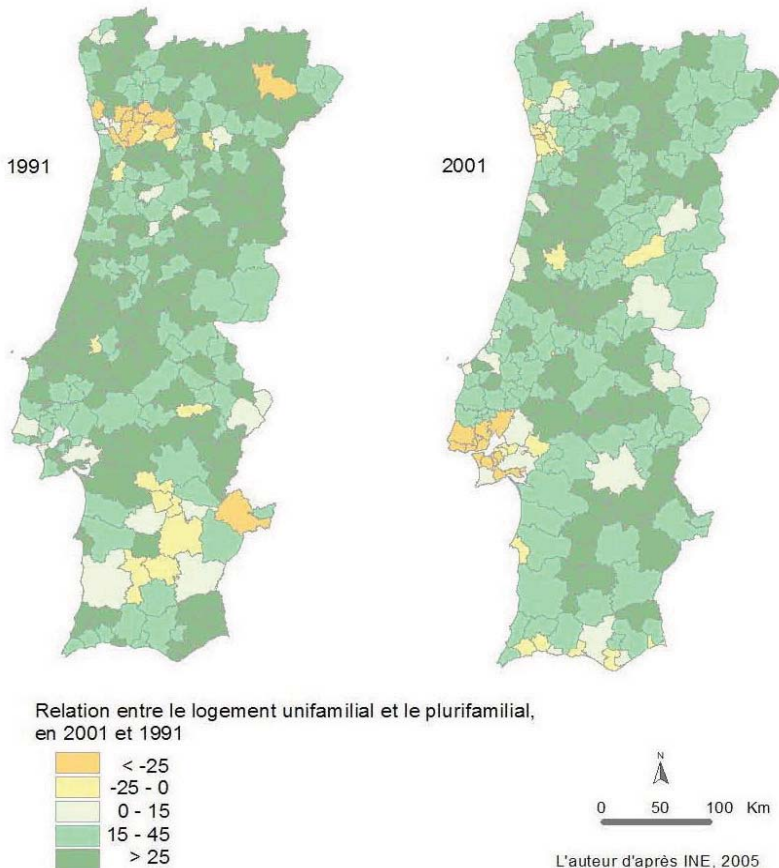 1991
2001
Relation entre le logement unifamilial et le plurifamilial,
en 2001 et 1991
< -25
-25 - 0
0 - 15
15 - 45
> 25
N
0 50 100 Km
L'auteur d'après INE, 2005